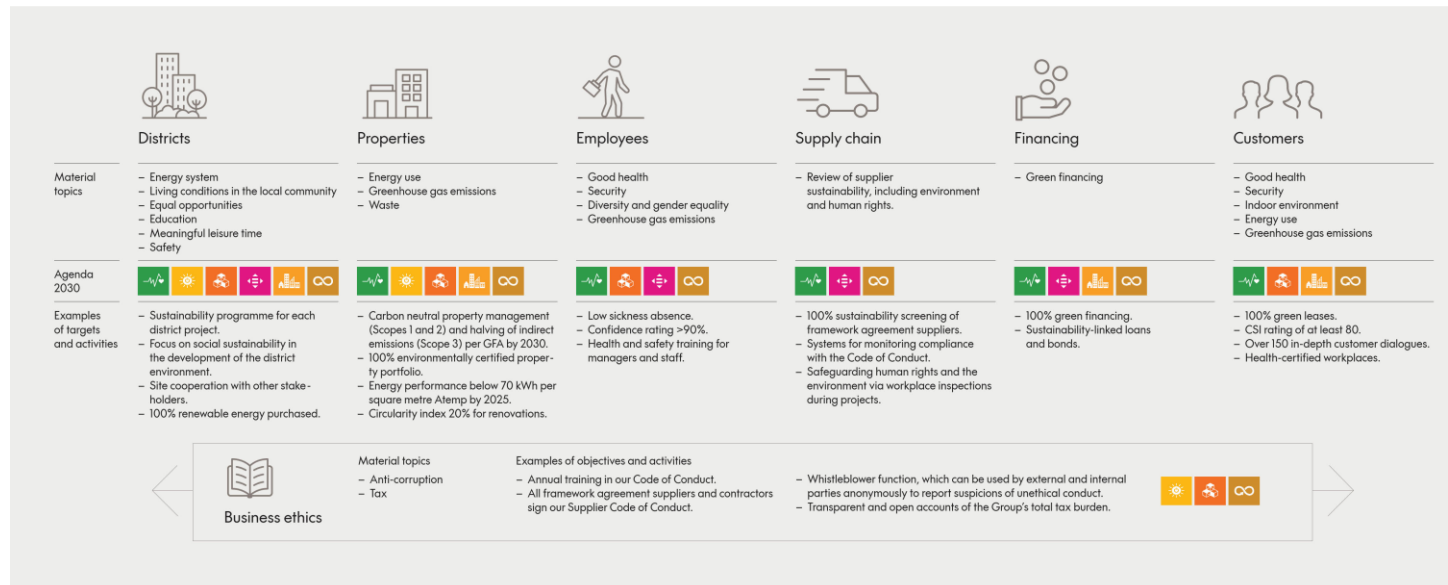 Districts
Properties
Employees
Supply chain
Financing
Customers
Material
topics
– Energy system
– Living conditions in the local community
– Equal opportunities
– Education
– Meaningful leisure time
– Safety
– Energy use
– Greenhouse gas emissions
– Waste
– Good health
– Security
– Diversity and gender equality
– Greenhouse gas emissions
– Review of supplier
sustainability, including environment
and human rights.
– Green financing
– Good health
– Security
– Indoor environment
– Energy use
– Greenhouse gas emissions
Agenda
2030
Examples
of targets
and activities
– Sustainability programme for each
district project.
– Focus on social sustainability in
the development of the district
environment.
– Site cooperation with other stake-
holders.
– 100% renewable energy purchased.
– Carbon neutral property management
(Scopes 1 and 2) and halving of indirect
emissions (Scope 3) per GFA by 2030.
– 100% environmentally certified proper-
ty portfolio.
– Energy performance below 70 kWh per
square metre Atemp by 2025.
– Circularity index 20% for renovations.
– Low sickness absence.
– Confidence rating >90%.
– Health and safety training for
managers and staff.
– 100% sustainability screening of
framework agreement suppliers.
– Systems for monitoring compliance
with the Code of Conduct.
– Safeguarding human rights and the
environment via workplace inspections
during projects.
– 100% green financing.
– Sustainability-linked loans
and bonds.
– 100% green leases.
– CSI rating of at least 80.
– Over 150 in-depth customer dialogues.
– Health-certified workplaces.
Business ethics
Material topics
– Anti-corruption
– Tax
Examples of objectives and activities
– Annual training in our Code of Conduct.
– All framework agreement suppliers and contractors
sign our Supplier Code of Conduct.
– Whistleblower function, which can be used by external and internal
parties anonymously to report suspicions of unethical conduct.
– Transparent and open accounts of the Group's total tax burden.